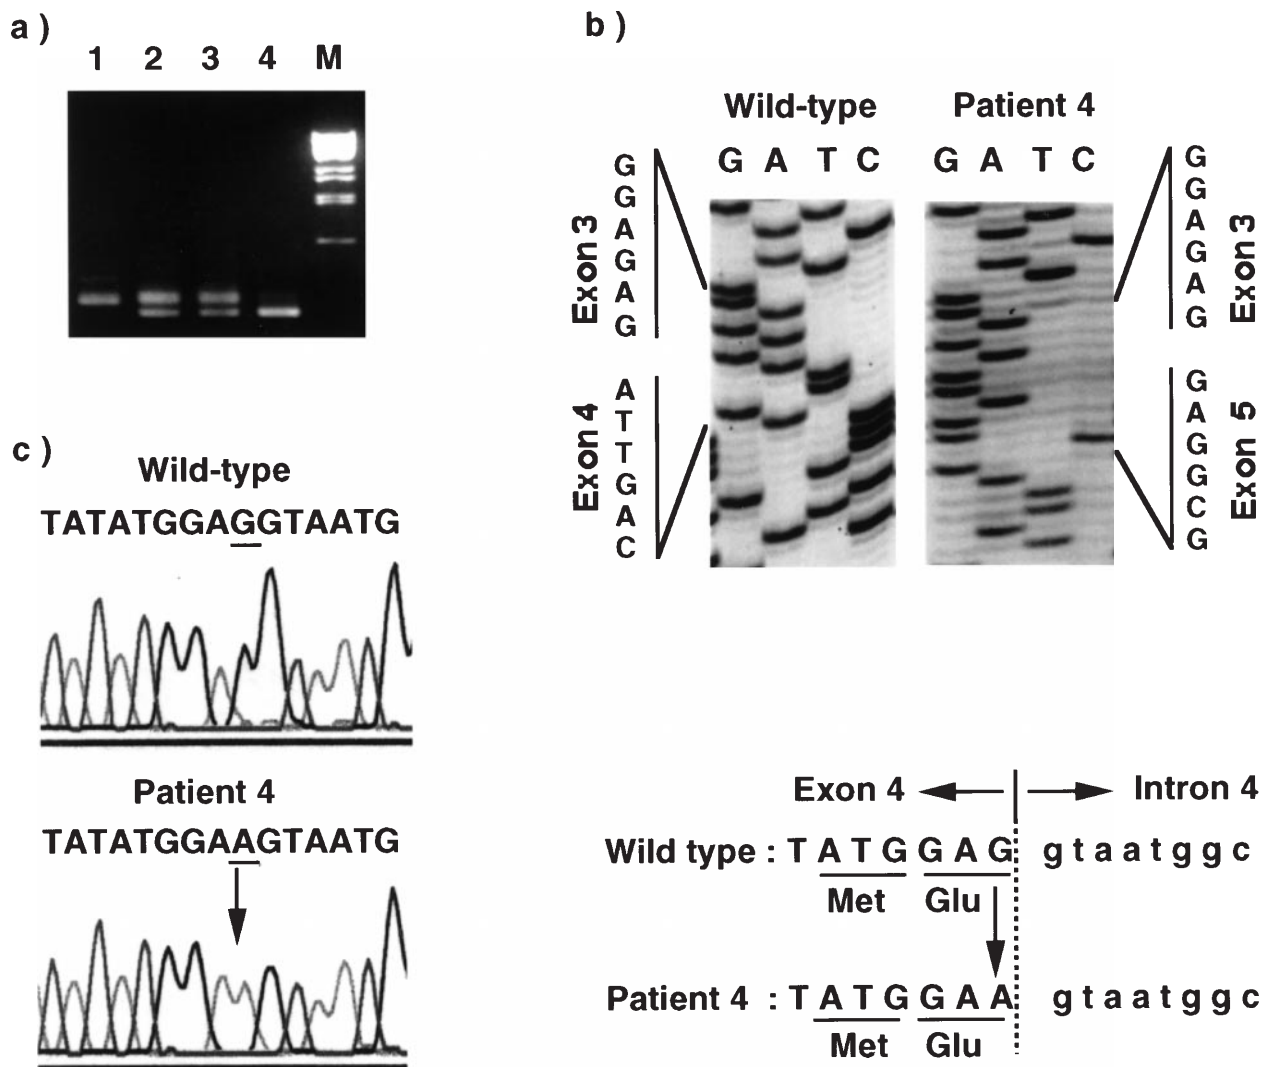 a )
1 2 3 4 M
b )
Wild-type
G A T C
Patient 4
G A T C
Exon 3
G
G
A
G
A
G
Exon 4
A
T
T
G
A
C
G
G
A
G
A
G
Exon 3
G
A
G
G
C
G
Exon 5
c )
Wild-type
TATATGGAGGTAATG
Patient 4
TATATGGAAGTAATG
Exon 4 Intron 4
Wild type : T A T G G A G g t a a t g g c
Met Glu
Patient 4 : T A T G G A A g t a a t g g c
Met Glu